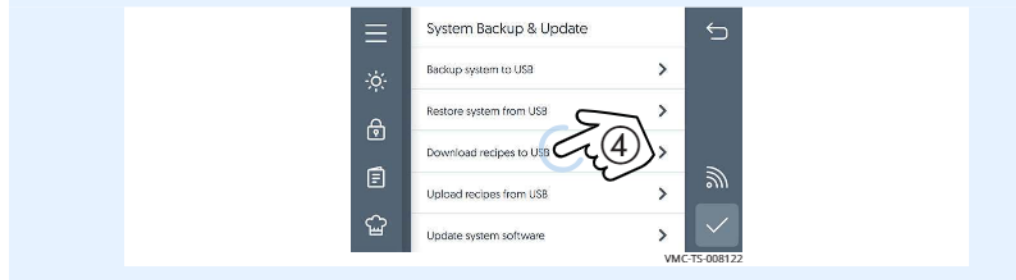 System Backup & Update
Backup system to USB
Restore system from USB
Download recipes to USB
④
Upload recipes from USB
Update system software
VMC-TS-008122